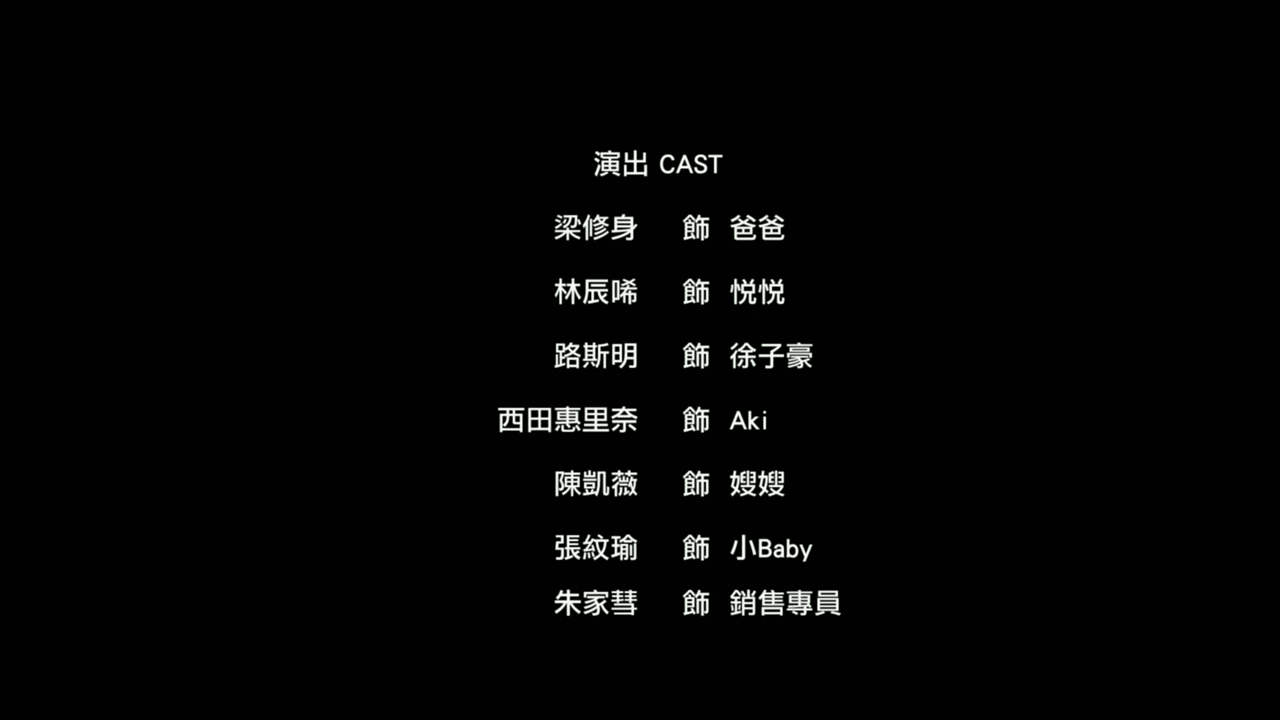 演出 CAST
梁修身 飾 爸爸
林辰唏 飾 悦悦
路斯明 飾 徐子豪
西田惠里奈 飾 Aki
陳凱薇 飾 嫂嫂
張紋瑜 飾 小Baby
朱家彗 飾 銷售專員